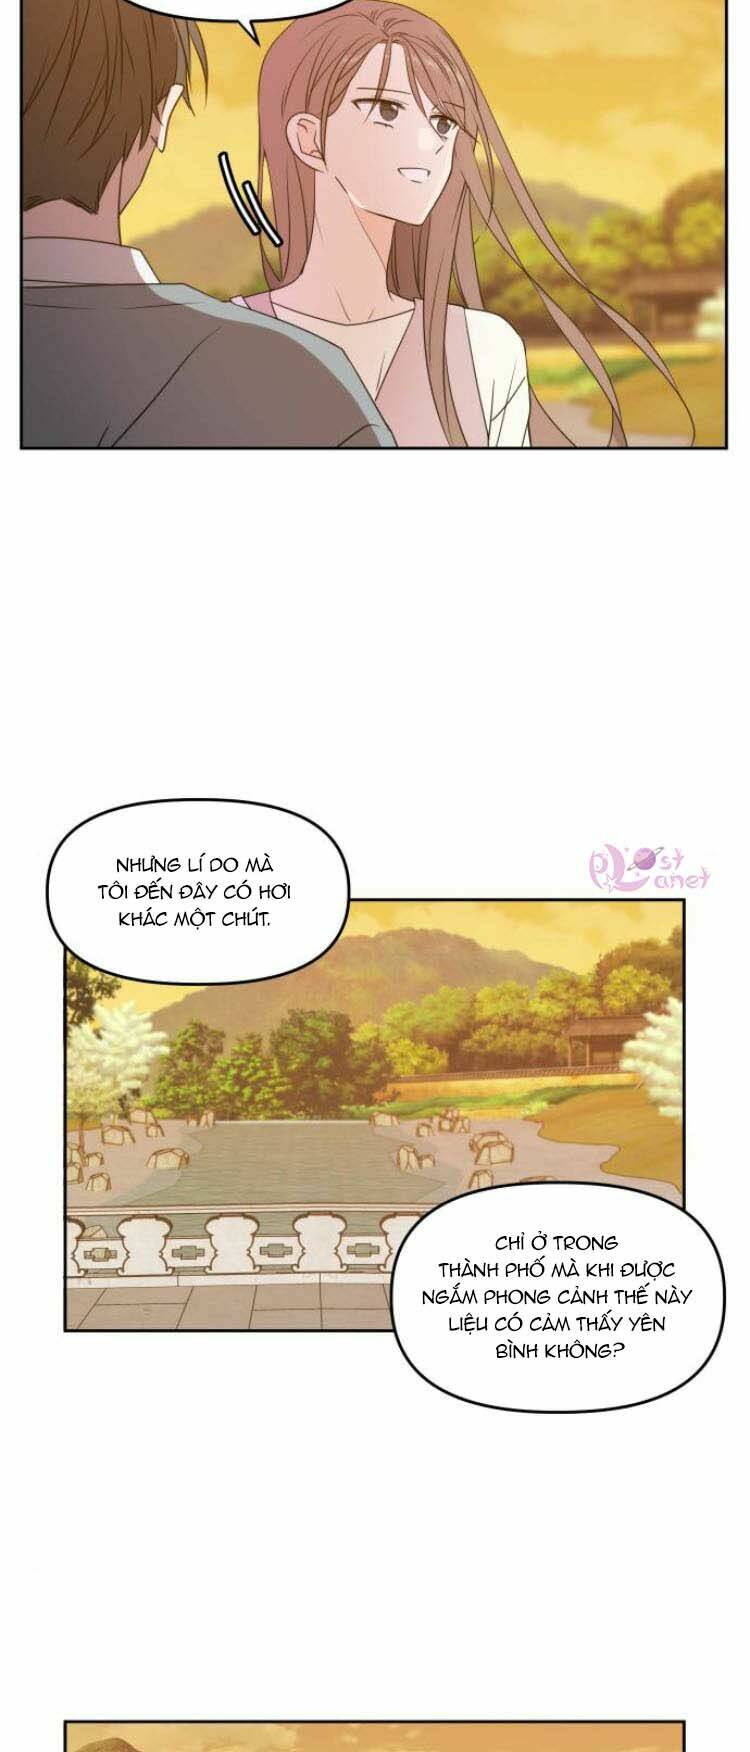 NHƯNG LÍ DO MÀ
TÔI ĐẾN ĐÂY CÓ HƠI
KHÁC MỘT CHÚT.
Lost
Planet
CHỈ Ở TRONG
THÀNH PHỐ MÀ KHI ĐƯỢC
NGẮM PHONG CẢNH THẾ NÀY
LIỆU CÓ CẢM THẤY YÊN
BÌNH KHÔNG?